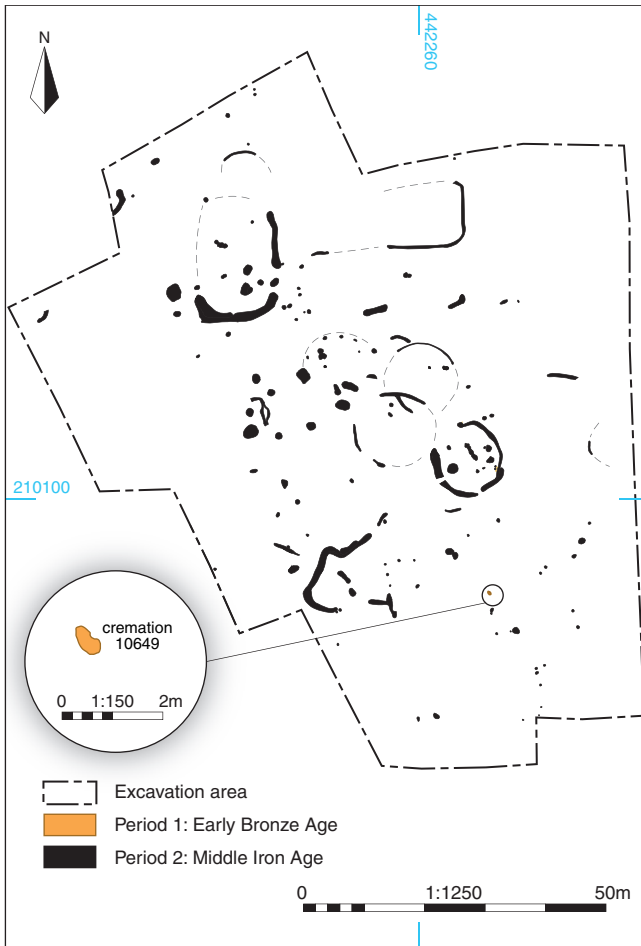 442260
N
210100
cremation
10649
0 1:150 2m
Excavation area
Period 1: Early Bronze Age
Period 2: Middle Iron Age
0 1:1250 50m